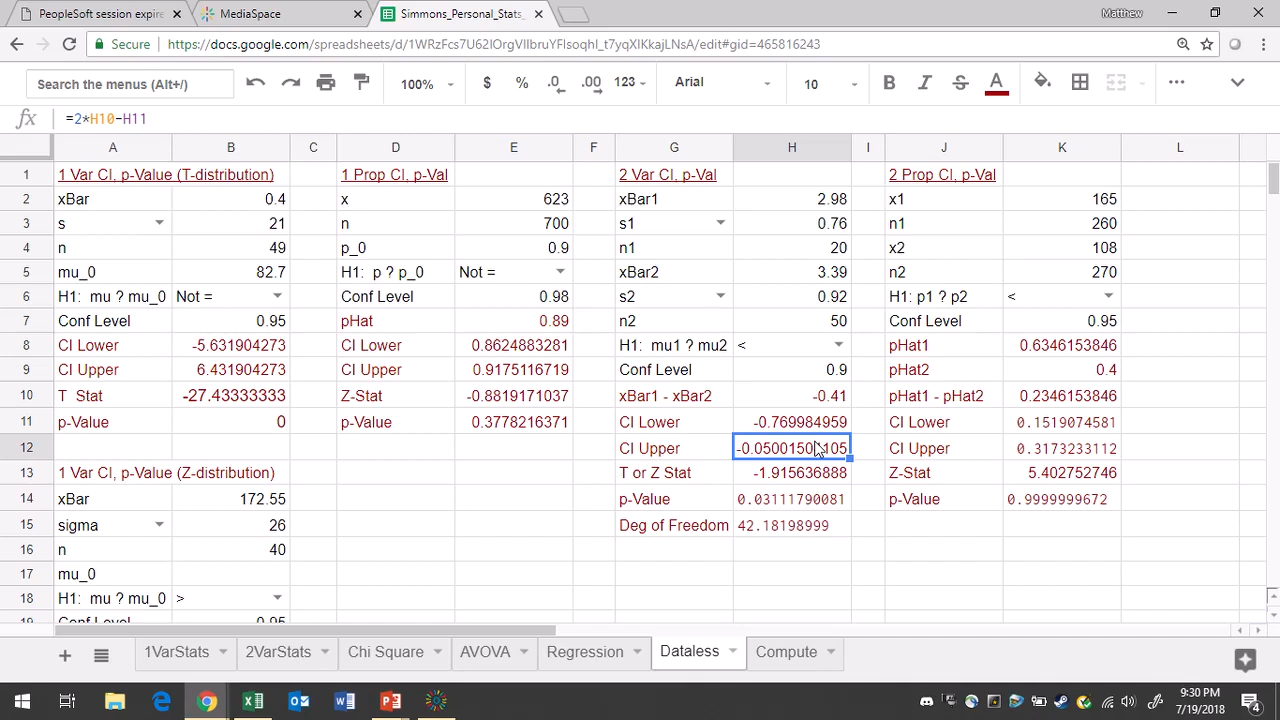 PeopleSoft session expire
MediaSpace
Simmons_Personal_Stats_
Matthew
Secure
Search the menus (Alt+/)
100%
$ % .0 .00 123
Arial
10
B I S A
fx =2*H10-H11
A B C D E F G H I J K L
1 1 Var CI, p-Value (T-distribution) 1 Prop CI, p-Val 2 Var CI, p-Val 2 Prop CI, p-Val
2 xBar 0.4 x 623 xBar1 2.98 x1 165
3 s 21 n 700 s1 0.76 n1 260
4 n 49 p_0 0.9 n1 20 x2 108
5 mu_0 82.7 H1: p ? p_0 Not = xBar2 3.39 n2 270
6 H1: mu ? mu_0 Not = Conf Level 0.98 s2 0.92 H1: p1 ? p2 <
7 Conf Level 0.95 pHat 0.89 n2 50 Conf Level 0.95
8 CI Lower -5.631904273 CI Lower 0.8624883281 H1: mu1 ? mu2 < pHat1 0.6346153846
9 CI Upper 6.431904273 CI Upper 0.9175116719 Conf Level 0.9 pHat2 0.4
10 T Stat -27.43333333 Z-Stat -0.8819171037 xBar1 - xBar2 -0.41 pHat1 - pHat2 0.2346153846
11 p-Value 0 p-Value 0.3778216371 CI Lower -0.769984959 CI Lower 0.1519074581
12 CI Upper CI Upper 0.3173233112
13 1 Var CI, p-Value (Z-distribution) T or Z Stat -1.915636888 Z-Stat 5.402752746
14 xBar 172.55 p-Value 0.03111790081 p-Value 0.9999999672
15 sigma 26 Deg of Freedom 42.18198999
16 n 40
17 mu_0
18 H1: mu ? mu_0 >
19 Conf Level 0.95
1VarStats 2VarStats Chi Square AVOVA Regression Dataless Compute
9:30 PM
7/19/2018
4